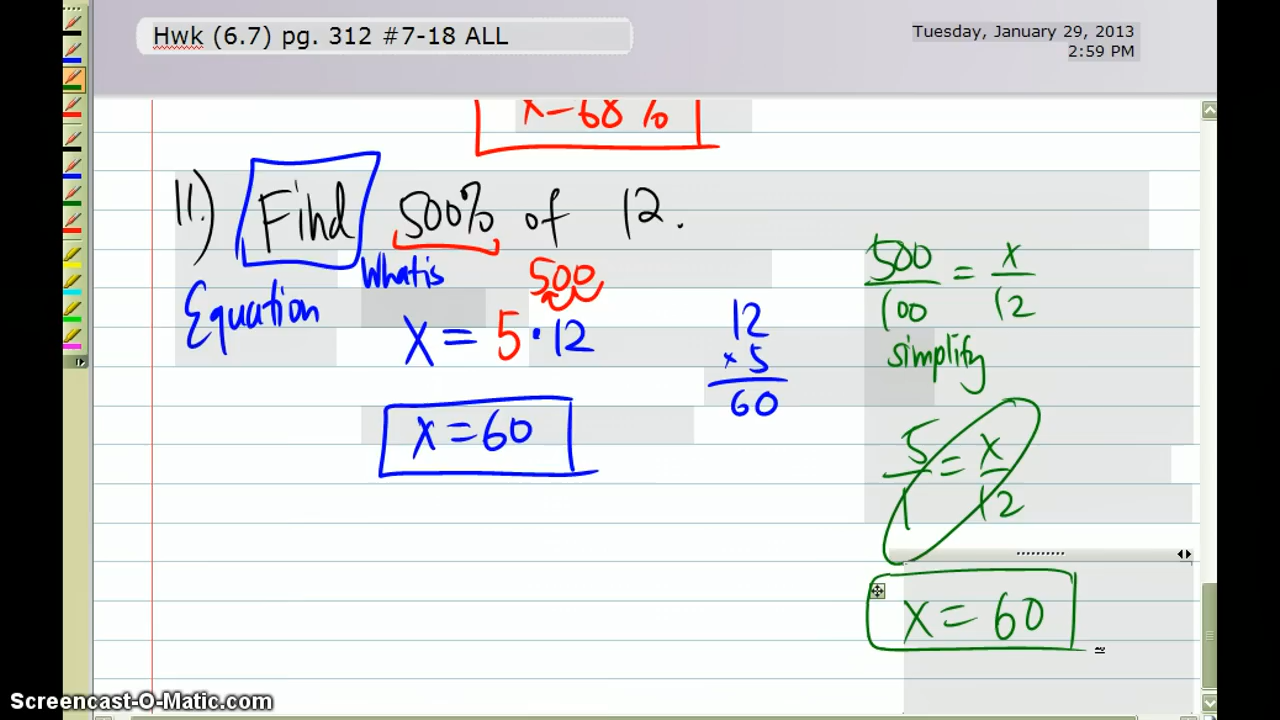 Hwk (6.7) pg. 312 #7-18 ALL
Tuesday, January 29, 2013
2:59 PM
x=68%
11.) Find 500% of 12.
What is
Equation
500
x = 5 · 12
12
× 5
60
x = 60
500/100 = x/12
simplify
5/1 = x/12
x = 60
Screencast-O-Matic.com